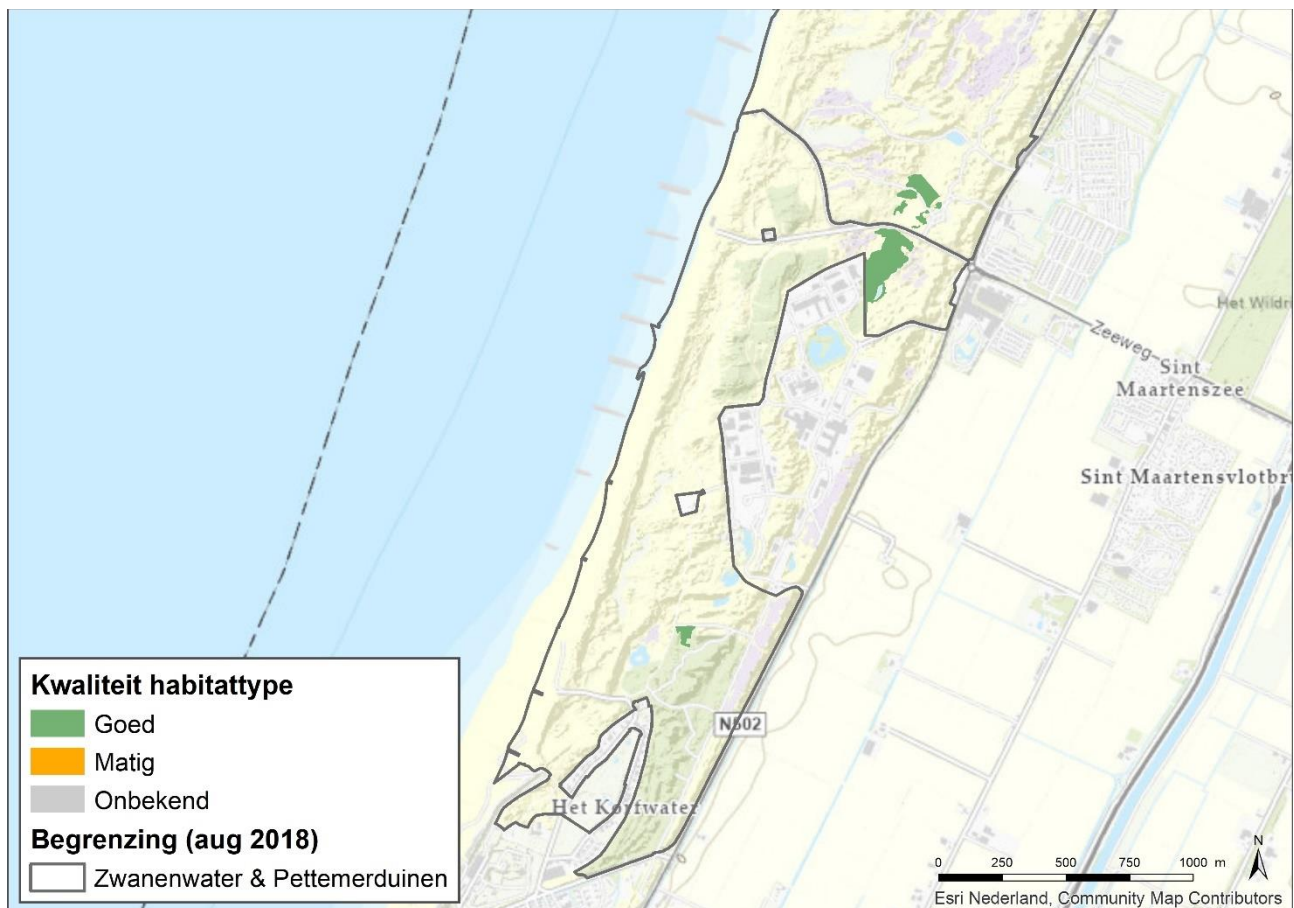 Het Wildr
Zeeweg
Sint
Maartenszee
Sint Maartensvlotbr
N502
Het Korfwater
Kwaliteit habitattype
Goed
Matig
Onbekend
Begrenzing (aug 2018)
Zwanenwater & Pettemerduinen
0 250 500 750 1000 m
N
Esri Nederland, Community Map Contributors